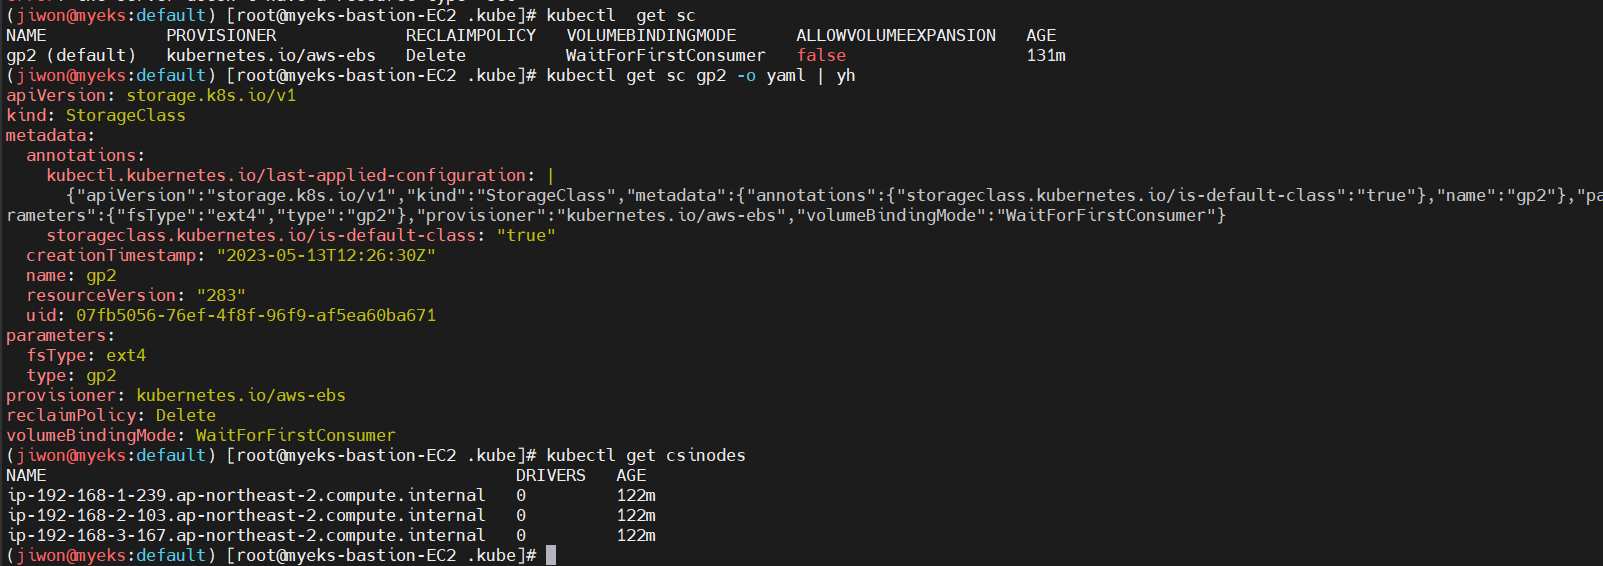 (jiwon@myeks:default) [root@myeks-bastion-EC2 .kube]# kubectl  get sc
NAME            PROVISIONER             RECLAIMPOLICY   VOLUMEBINDINGMODE      ALLOWVOLUMEEXPANSION   AGE
gp2 (default)   kubernetes.io/aws-ebs   Delete          WaitForFirstConsumer   false                  131m
(jiwon@myeks:default) [root@myeks-bastion-EC2 .kube]# kubectl get sc gp2 -o yaml | yh
apiVersion: storage.k8s.io/v1
kind: StorageClass
metadata:
  annotations:
    kubectl.kubernetes.io/last-applied-configuration: |
      {"apiVersion":"storage.k8s.io/v1","kind":"StorageClass","metadata":{"annotations":{"storageclass.kubernetes.io/is-default-class":"true"},"name":"gp2"},"pa
rameters":{"fsType":"ext4","type":"gp2"},"provisioner":"kubernetes.io/aws-ebs","volumeBindingMode":"WaitForFirstConsumer"}
    storageclass.kubernetes.io/is-default-class: "true"
  creationTimestamp: "2023-05-13T12:26:30Z"
  name: gp2
  resourceVersion: "283"
  uid: 07fb5056-76ef-4f8f-96f9-af5ea60ba671
parameters:
  fsType: ext4
  type: gp2
provisioner: kubernetes.io/aws-ebs
reclaimPolicy: Delete
volumeBindingMode: WaitForFirstConsumer
(jiwon@myeks:default) [root@myeks-bastion-EC2 .kube]# kubectl get csinodes
NAME                                               DRIVERS   AGE
ip-192-168-1-239.ap-northeast-2.compute.internal   0         122m
ip-192-168-2-103.ap-northeast-2.compute.internal   0         122m
ip-192-168-3-167.ap-northeast-2.compute.internal   0         122m
(jiwon@myeks:default) [root@myeks-bastion-EC2 .kube]#